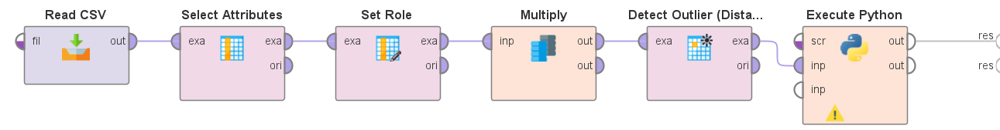 Read CSV
Select Attributes
Set Role
Multiply
Detect Outlier (Dista...
Execute Python
fil
out
exa
exa
ori
exa
exa
ori
inp
out
out
exa
exa
ori
scr
out
inp
out
inp
res
res